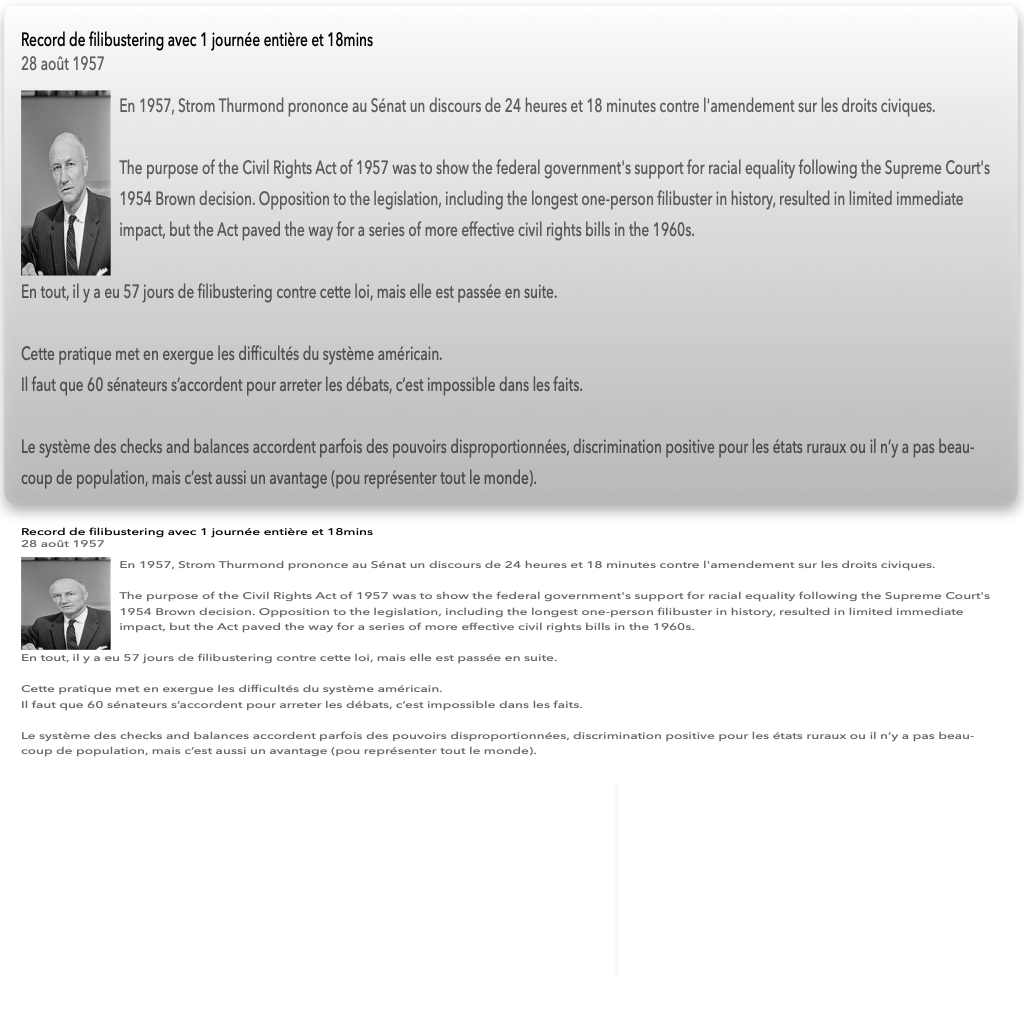 Record de filibustering avec 1 journée entière et 18mins
28 août 1957
En 1957, Strom Thurmond prononce au Sénat un discours de 24 heures et 18 minutes contre l'amendement sur les droits civiques.
The purpose of the Civil Rights Act of 1957 was to show the federal government's support for racial equality following the Supreme Court's
1954 Brown decision. Opposition to the legislation, including the longest one-person filibuster in history, resulted in limited immediate
impact, but the Act paved the way for a series of more effective civil rights bills in the 1960s.
En tout, il y a eu 57 jours de filibustering contre cette loi, mais elle est passée en suite.
Cette pratique met en exergue les difficultés du système américain.
Il faut que 60 sénateurs s’accordent pour arreter les débats, c’est impossible dans les faits.
Le système des checks and balances accordent parfois des pouvoirs disproportionnées, discrimination positive pour les états ruraux ou il n’y a pas beau-
coup de population, mais c’est aussi un avantage (pou représenter tout le monde).
Record de filibustering avec 1 journée entière et 18mins
28 août 1957
En 1957, Strom Thurmond prononce au Sénat un discours de 24 heures et 18 minutes contre l'amendement sur les droits civiques.
The purpose of the Civil Rights Act of 1957 was to show the federal government's support for racial equality following the Supreme Court's
1954 Brown decision. Opposition to the legislation, including the longest one-person filibuster in history, resulted in limited immediate
impact, but the Act paved the way for a series of more effective civil rights bills in the 1960s.
En tout, il y a eu 57 jours de filibustering contre cette loi, mais elle est passée en suite.
Cette pratique met en exergue les difficultés du système américain.
Il faut que 60 sénateurs s’accordent pour arreter les débats, c’est impossible dans les faits.
Le système des checks and balances accordent parfois des pouvoirs disproportionnées, discrimination positive pour les états ruraux ou il n’y a pas beau-
coup de population, mais c’est aussi un avantage (pou représenter tout le monde).